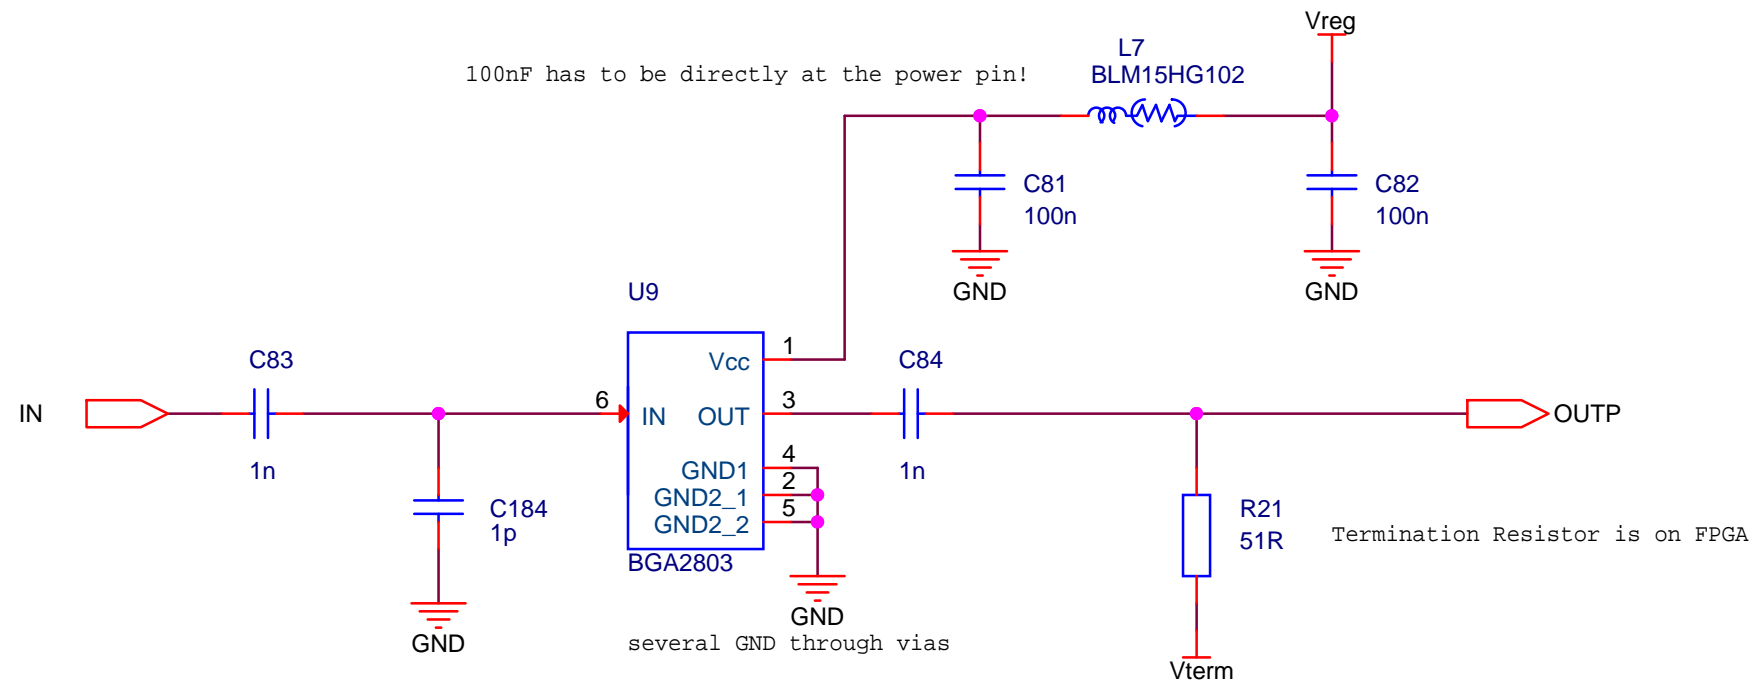 Vreg
L7
BLM15HG102
100nF has to be directly at the power pin!
C81
100n
C82
100n
GND
GND
U9
C83
1n
IN
6
IN
Vcc
OUT
GND1
GND2_1
GND2_2
1
3
4
2
5
BGA2803
C84
1n
OUTP
C184
1p
GND
GND
several GND through vias
R21
51R
Termination Resistor is on FPGA
Vterm